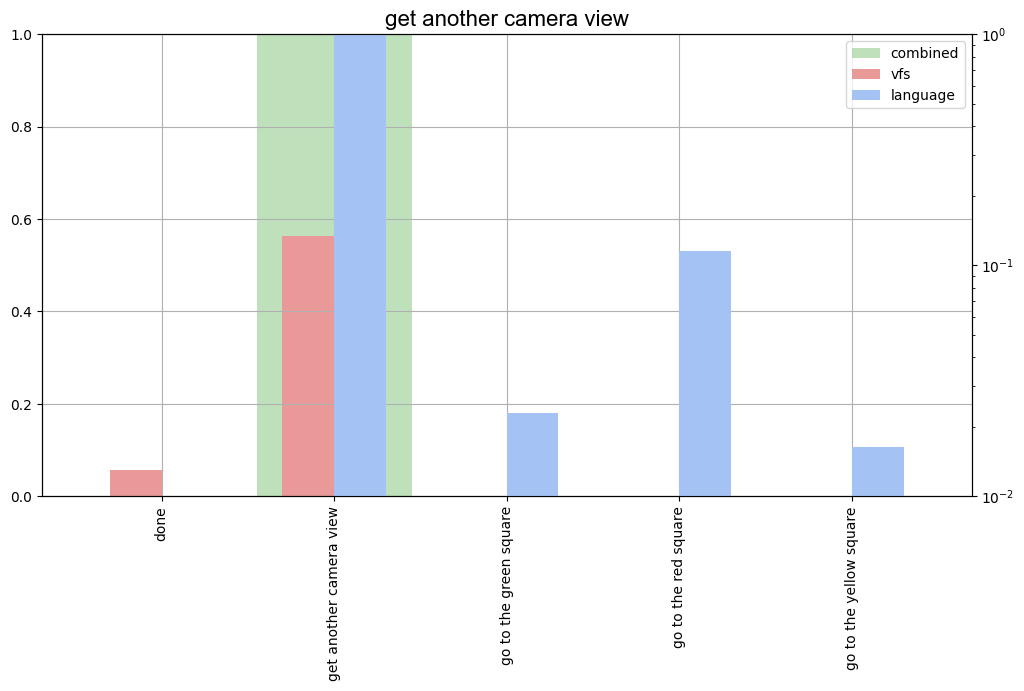 get another camera view
1.0
0.8
0.6
0.4
0.2
0.0
10^0
10^-1
10^-2
combined
vfs
language
done
get another camera view
go to the green square
go to the red square
go to the yellow square